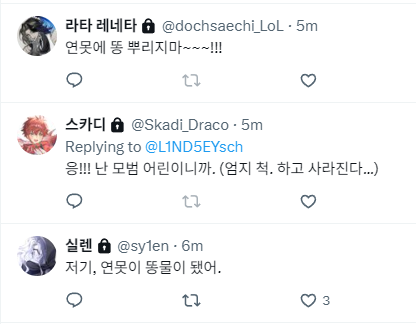 라타 레네타 @dochsaechi_LoL · 5m
연못에 똥 뿌리지마~~~!!!
스카디 @Skadi_Draco · 5m
Replying to @L1ND5EYsch
응!!! 난 모범 어린이니까. (엄지 척. 하고 사라진다...)
실렌 @sy1en · 6m
저기, 연못이 똥물이 됐어.
3